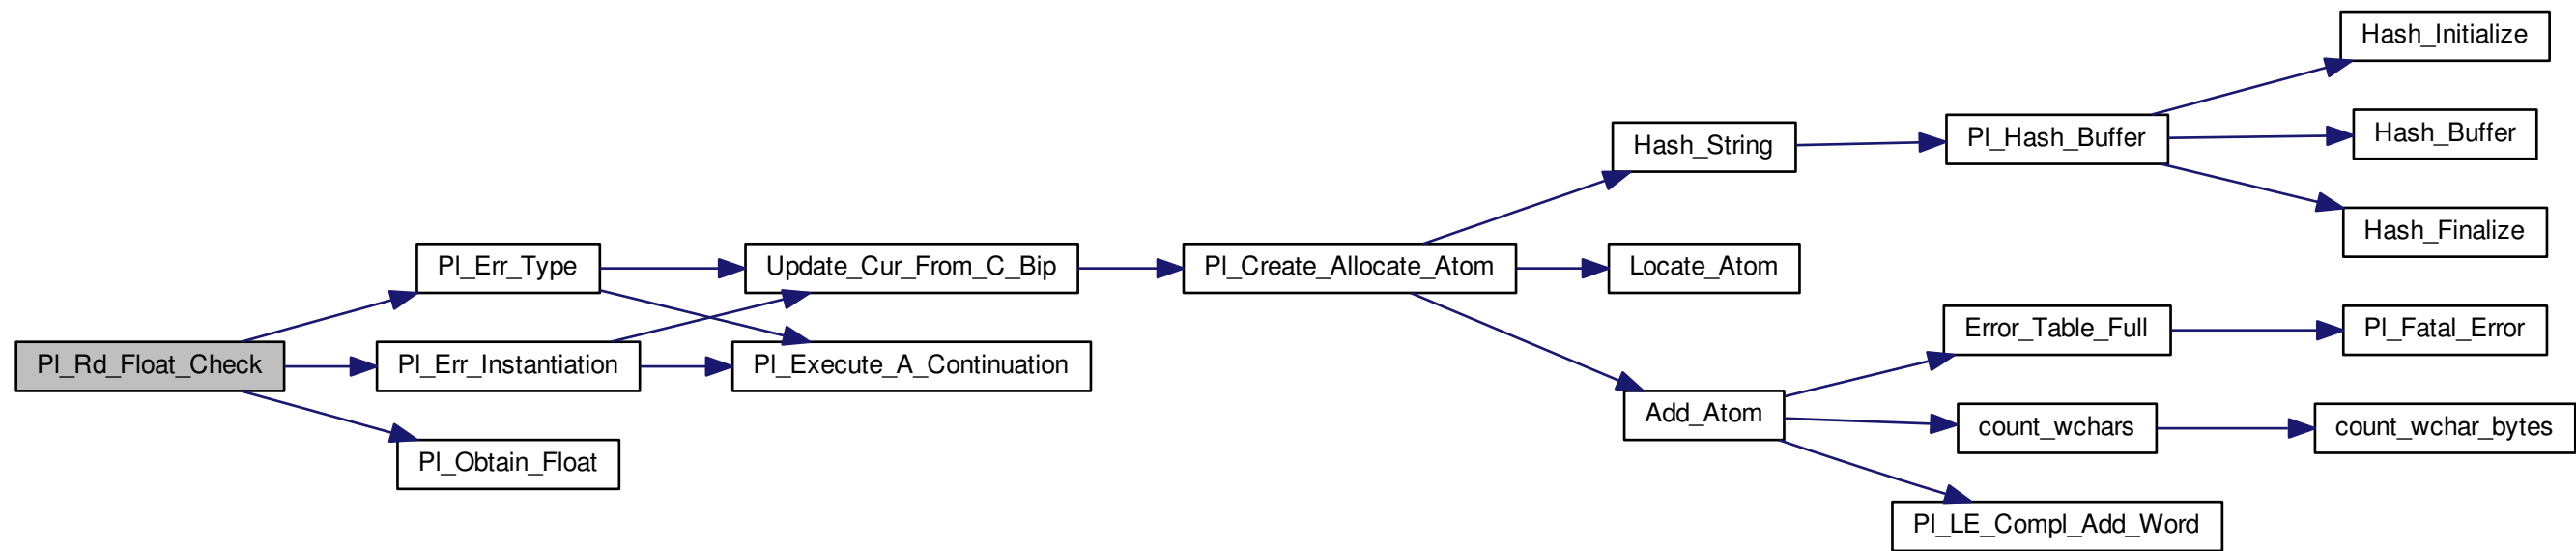 Pl_Rd_Float_Check
Pl_Err_Type
Pl_Err_Instantiation
Pl_Obtain_Float
Update_Cur_From_C_Bip
Pl_Execute_A_Continuation
Pl_Create_Allocate_Atom
Hash_String
Locate_Atom
Add_Atom
Pl_Hash_Buffer
Error_Table_Full
count_wchars
Pl_LE_Compl_Add_Word
Hash_Initialize
Hash_Buffer
Hash_Finalize
Pl_Fatal_Error
count_wchar_bytes